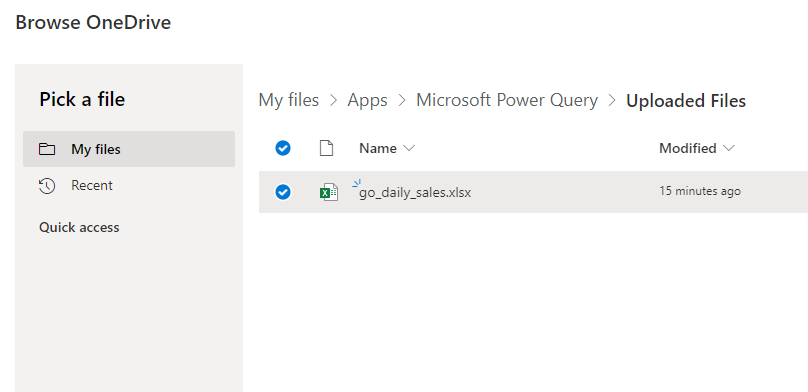 Browse OneDrive
Pick a file
My files
Recent
Quick access
My files > Apps > Microsoft Power Query > Uploaded Files
Name Modified
go_daily_sales.xlsx 15 minutes ago